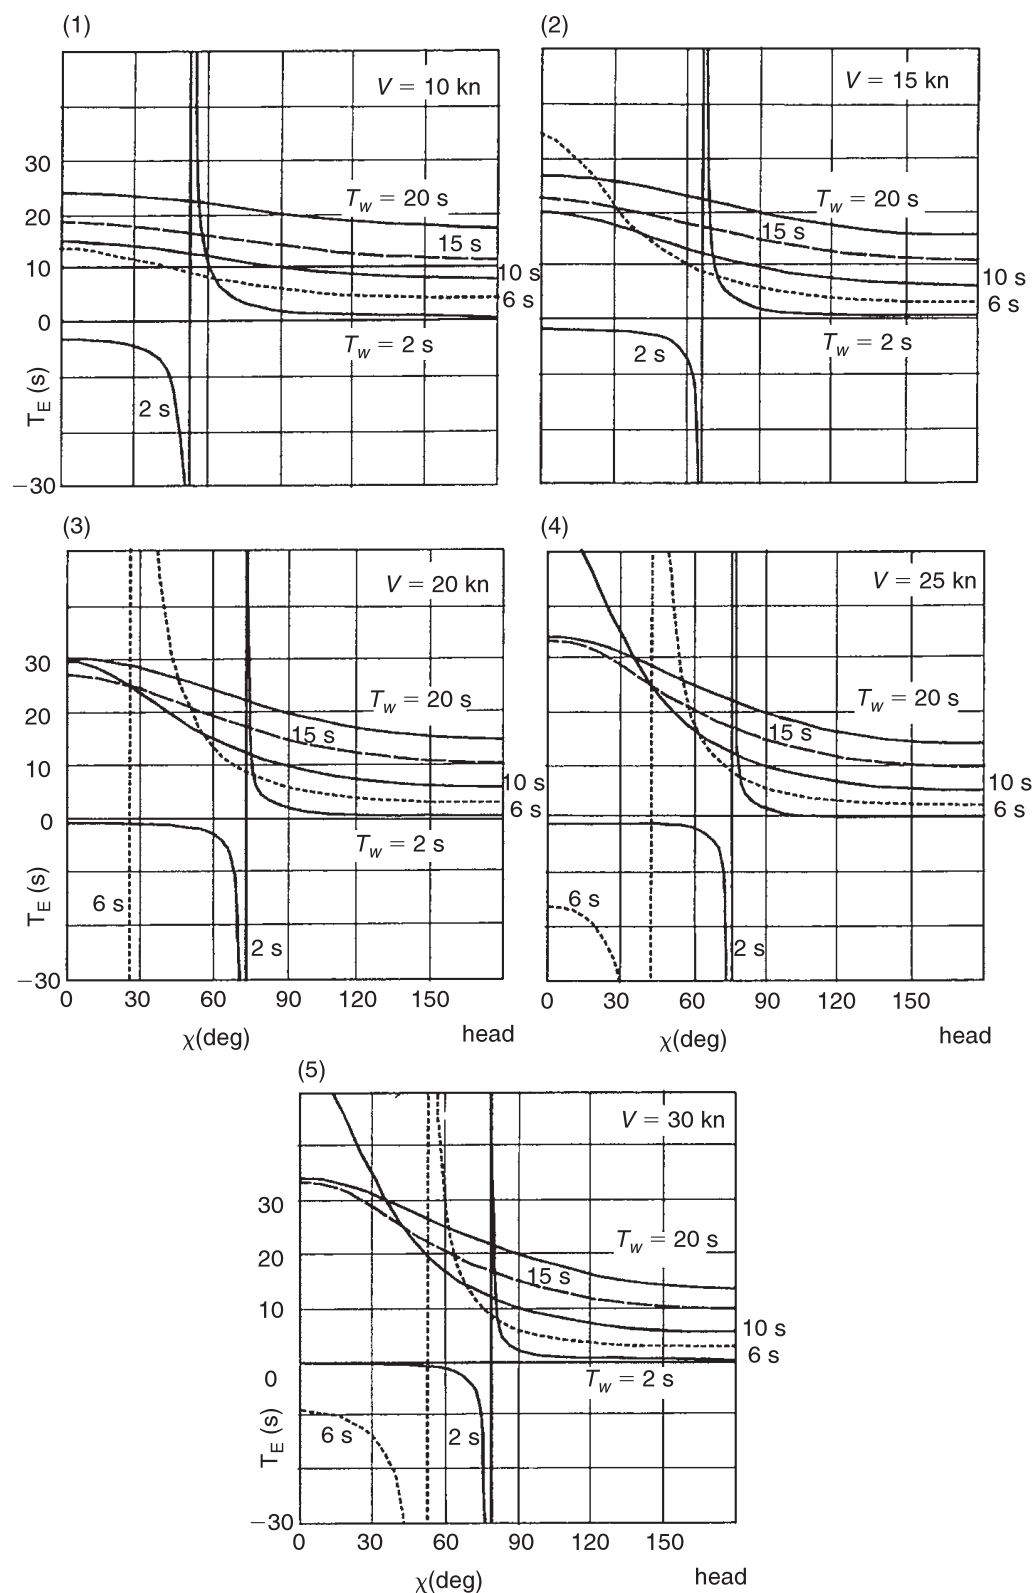 (1)
V = 10 kn
30
T_W = 20 s
20
15 s
10
10 s
6 s
0
T_W = 2 s
T_E (s)
2 s
−30
(2)
V = 15 kn
T_W = 20 s
15 s
10 s
6 s
T_W = 2 s
2 s
(3)
V = 20 kn
30
T_W = 20 s
20
15 s
10
10 s
6 s
0
T_W = 2 s
T_E (s)
6 s
2 s
−30
0 30 60 90 120 150
χ(deg) head
(4)
V = 25 kn
T_W = 20 s
15 s
10 s
6 s
6 s
2 s
0 30 60 90 120 150
χ(deg) head
(5)
V = 30 kn
30
T_W = 20 s
20
15 s
10
10 s
6 s
0
T_W = 2 s
T_E (s)
6 s
2 s
−30
0 30 60 90 120 150
χ(deg) head